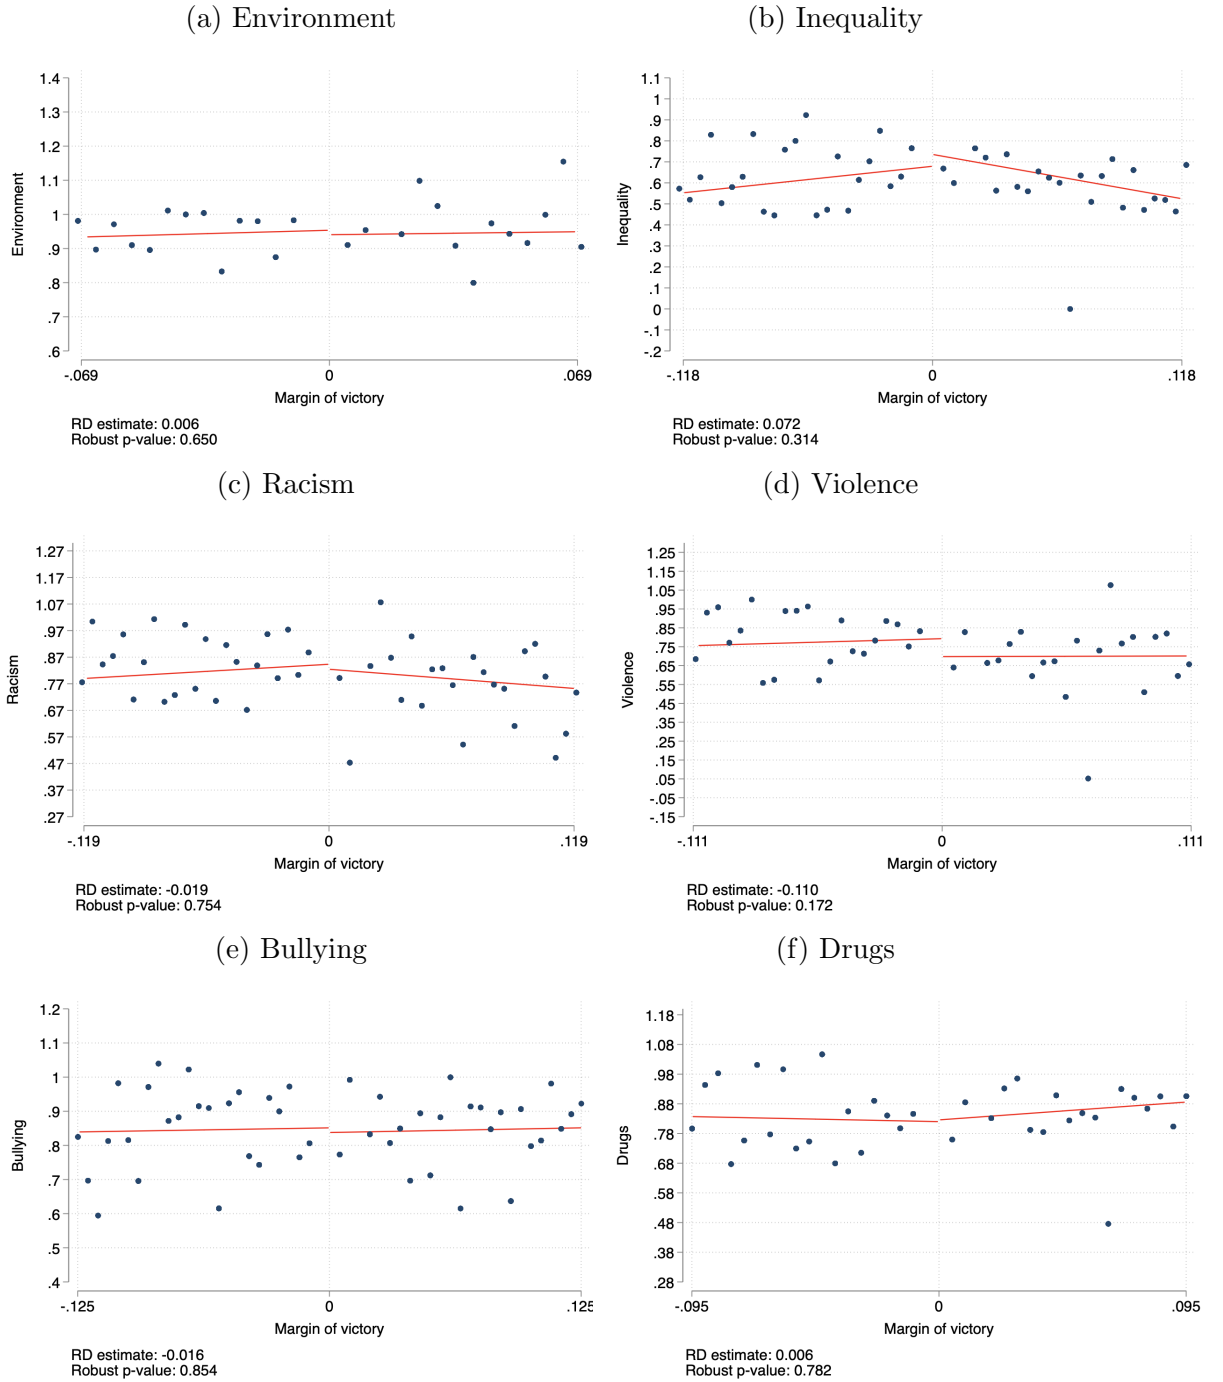 (a) Environment
1.4
1.3
1.2
1.1
1
.9
.8
.7
.6
Environment
-.069
0
.069
Margin of victory
RD estimate: 0.006
Robust p-value: 0.650
(b) Inequality
1.1
1
.9
.8
.7
.6
.5
.4
.3
.2
.1
0
-.1
-.2
Inequality
-.118
0
.118
Margin of victory
RD estimate: 0.072
Robust p-value: 0.314
(c) Racism
1.27
1.17
1.07
.97
.87
.77
.67
.57
.47
.37
.27
Racism
-.119
0
.119
Margin of victory
RD estimate: -0.019
Robust p-value: 0.754
(d) Violence
1.25
1.15
1.05
.95
.85
.75
.65
.55
.45
.35
.25
.15
.05
-.05
-.15
Violence
-.111
0
.111
Margin of victory
RD estimate: -0.110
Robust p-value: 0.172
(e) Bullying
1.2
1.1
1
.9
.8
.7
.6
.5
.4
Bullying
-.125
0
.125
Margin of victory
RD estimate: -0.016
Robust p-value: 0.854
(f) Drugs
1.18
1.08
.98
.88
.78
.68
.58
.48
.38
.28
Drugs
-.095
0
.095
Margin of victory
RD estimate: 0.006
Robust p-value: 0.782